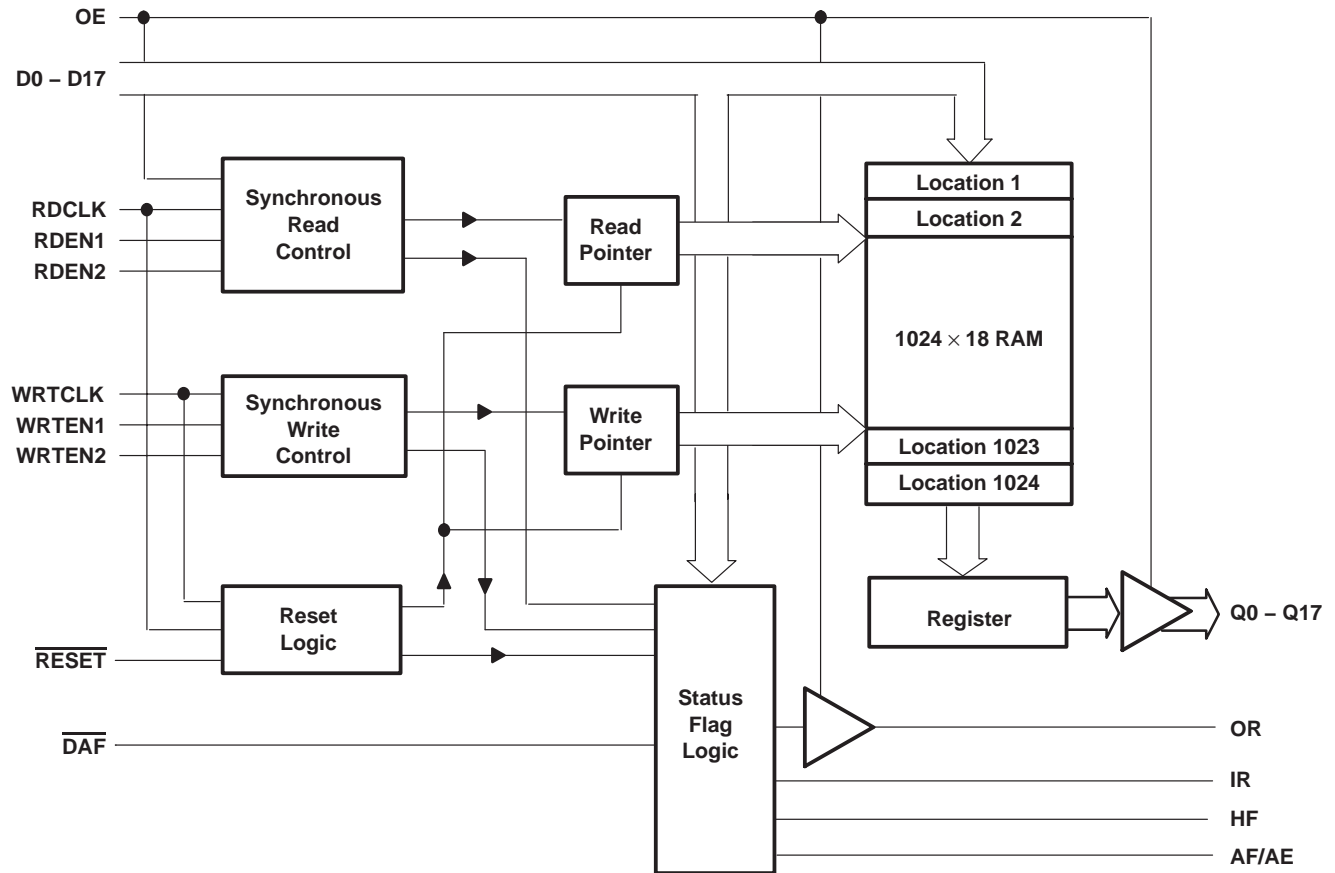 OE
D0 – D17
RDCLK
RDEN1
RDEN2
Synchronous
Read
Control
Read
Pointer
Location 1
Location 2
1024 × 18 RAM
Location 1023
Location 1024
WRTCLK
WRTEN1
WRTEN2
Synchronous
Write
Control
Write
Pointer
Reset
Logic
RESET
DAF
Status
Flag
Logic
Register
Q0 – Q17
OR
IR
HF
AF/AE